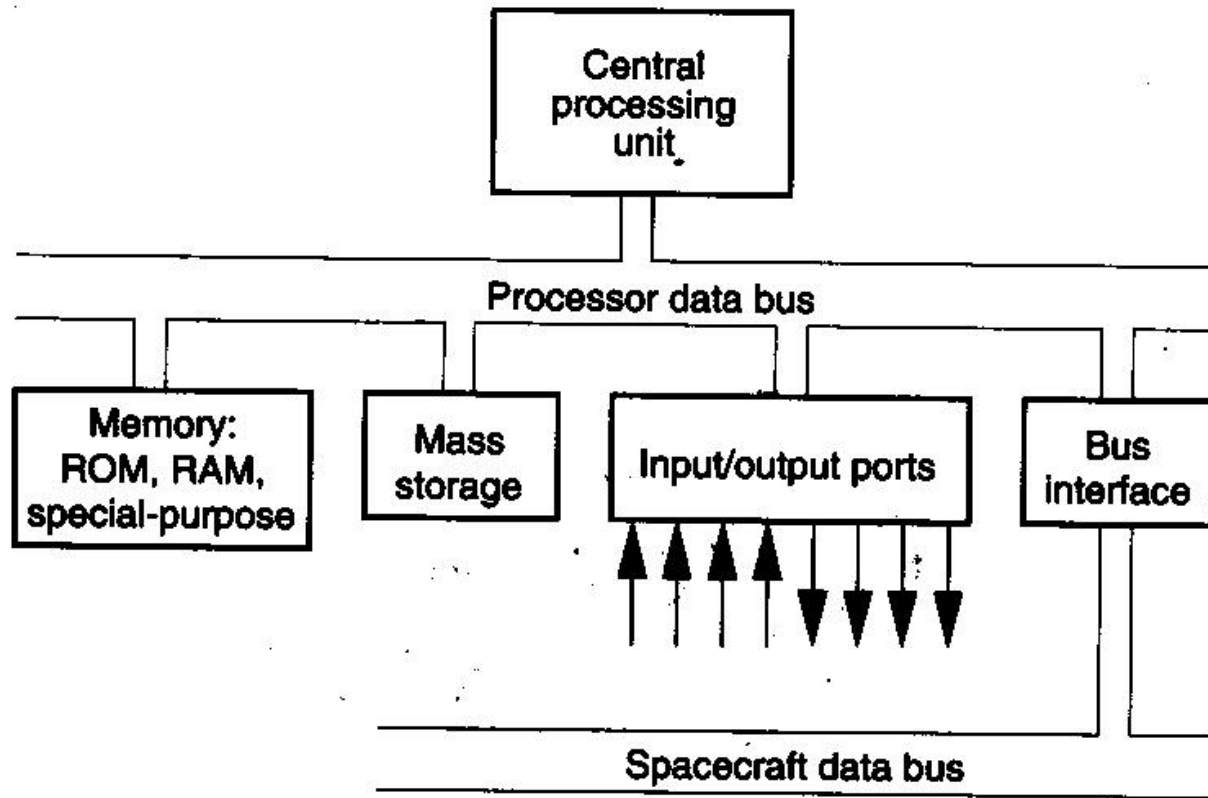 Central
processing
unit
Processor data bus
Memory:
ROM, RAM,
special-purpose
Mass
storage
Input/output ports
Bus
interface
Spacecraft data bus